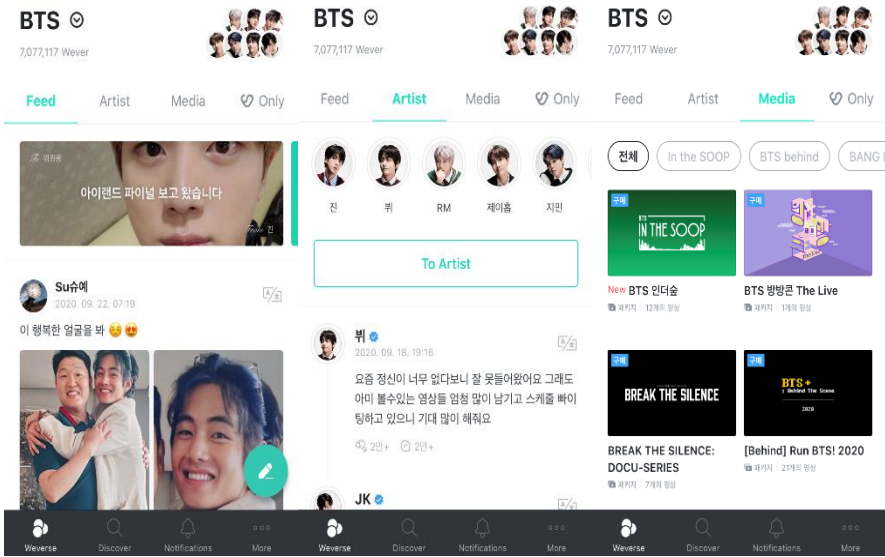 BTS
7,077,117 Wever
Feed
Artist
Media
Only
To 위버홈
아이랜드 파이널 보고 왔습니다
From 진
Su슈예
2020. 09. 22. 07:19
이 행복한 얼굴을 봐 😚😍
Weverse
Discover
Notifications
More
BTS
7,077,117 Wever
Feed
Artist
Media
Only
진
뷔
RM
제이홉
지민
To Artist
뷔
2020. 09. 18. 19:16
요즘 정신이 너무 없다보니 잘 못들어왔어요 그래도
아미 볼수있는 영상들 엄청 많이 남기고 스케줄 빠이
팅하고 있으니 기대 많이 해줘요
2만+
2만+
JK
Weverse
Discover
Notifications
More
BTS
7,077,117 Wever
Feed
Artist
Media
Only
전체
In the SOOP
BTS behind
BANG
구매
BTS
IN THE SOOP
구매
New BTS 인더숲
패키지 | 12개의 영상
BTS 방방콘 The Live
패키지 | 1개의 영상
구매
BREAK THE SILENCE
구매
BTS+
: Behind The Scene
2020
BREAK THE SILENCE:
DOCU-SERIES
패키지 | 7개의 영상
[Behind] Run BTS! 2020
패키지 | 21개의 영상
Weverse
Discover
Notifications
More